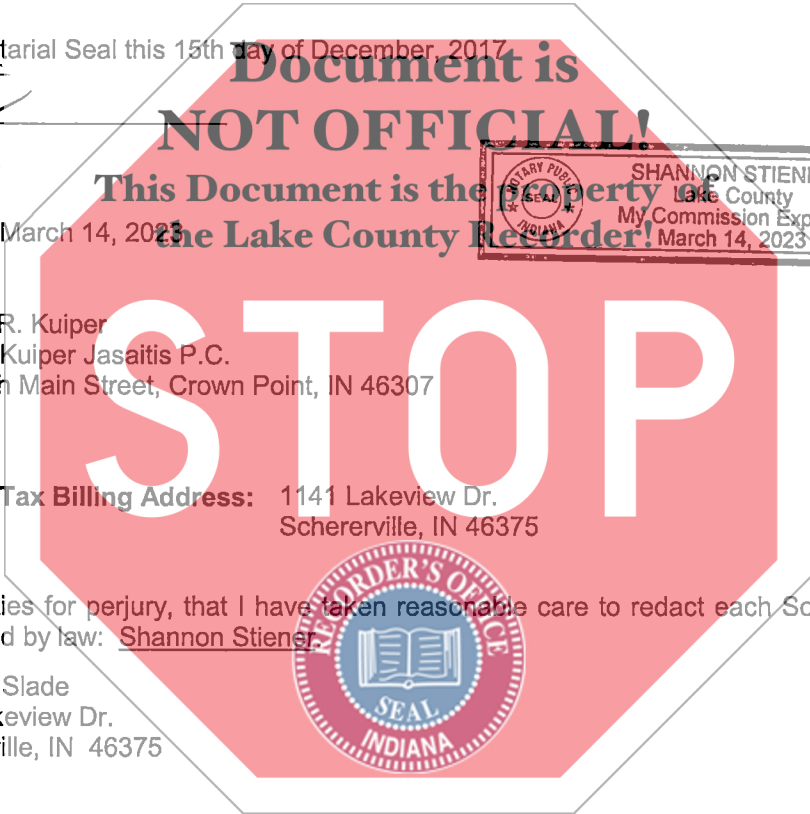 tarial Seal this 15th day of December, 2017
Document is
NOT OFFICIAL!
This Document is the property of
the Lake County Recorder!
NOTARY PUBLIC
SEAL
INDIANA
SHANNON STIENE
Lake County
My Commission Exp
March 14, 2023
March 14, 2023
R. Kuiper
Kuiper Jasaitis P.C.
Main Street, Crown Point, IN 46307
STOP
Tax Billing Address: 1141 Lakeview Dr.
Schererville, IN 46375
ies for perjury, that I have taken reasonable care to redact each So
d by law: Shannon Stiener.
RECORDER'S OFFICE
SEAL
INDIANA
Slade
keview Dr.
ille, IN 46375